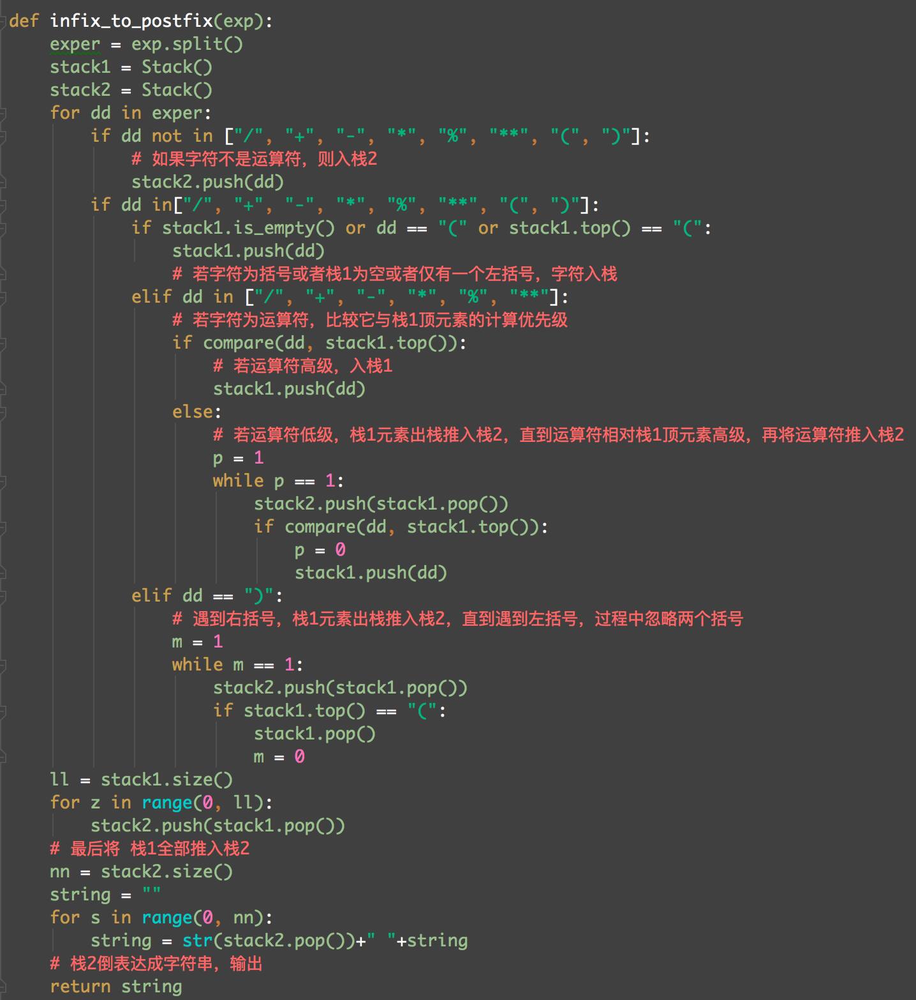 def infix_to_postfix(exp):
    exper = exp.split()
    stack1 = Stack()
    stack2 = Stack()
    for dd in exper:
        if dd not in ["/", "+", "-", "*", "%", "**", "(", ")"]:
            # 如果字符不是运算符，则入栈2
            stack2.push(dd)
        if dd in["/", "+", "-", "*", "%", "**", "(", ")"]:
            if stack1.is_empty() or dd == "(" or stack1.top() == "(":
                stack1.push(dd)
                # 若字符为括号或者栈1为空或者仅有一个左括号，字符入栈
            elif dd in ["/", "+", "-", "*", "%", "**"]:
                # 若字符为运算符，比较它与栈1顶元素的计算优先级
                if compare(dd, stack1.top()):
                    # 若运算符高级，入栈1
                    stack1.push(dd)
                else:
                    # 若运算符低级，栈1元素出栈推入栈2，直到运算符相对栈1顶元素高级，再将运算符推入栈2
                    p = 1
                    while p == 1:
                        stack2.push(stack1.pop())
                        if compare(dd, stack1.top()):
                            p = 0
                            stack1.push(dd)
            elif dd == ")":
                # 遇到右括号，栈1元素出栈推入栈2，直到遇到左括号，过程中忽略两个括号
                m = 1
                while m == 1:
                    stack2.push(stack1.pop())
                    if stack1.top() == "(":
                        stack1.pop()
                        m = 0
    ll = stack1.size()
    for z in range(0, ll):
        stack2.push(stack1.pop())
    # 最后将 栈1全部推入栈2
    nn = stack2.size()
    string = ""
    for s in range(0, nn):
        string = str(stack2.pop())+" "+string
    # 栈2倒表达成字符串，输出
    return string